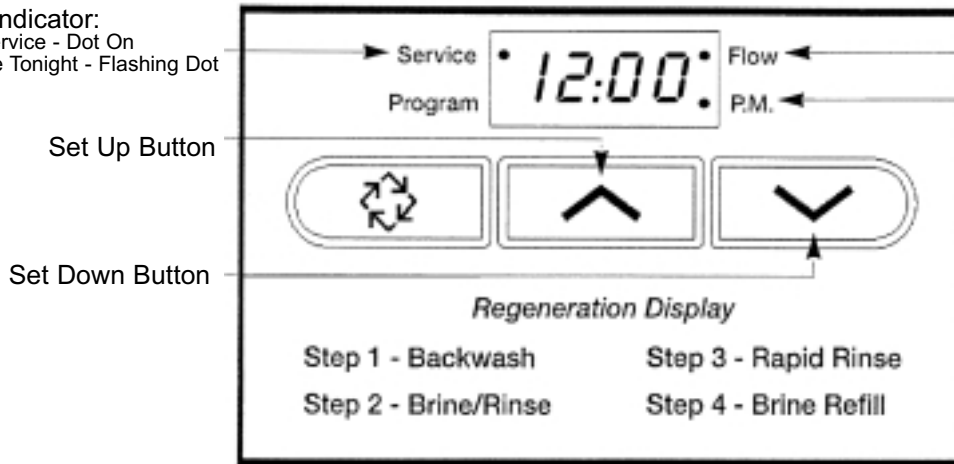 ndicator:
ervice - Dot On
e Tonight - Flashing Dot
Service
12:00
Flow
Program
P.M.
Set Up Button
Set Down Button
Regeneration Display
Step 1 - Backwash
Step 3 - Rapid Rinse
Step 2 - Brine/Rinse
Step 4 - Brine Refill